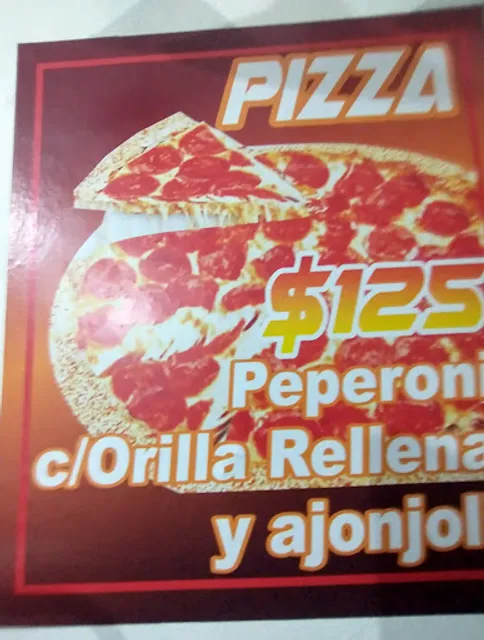 PIZZA
$125
Peperoni
c/Orilla Rellena
y ajonjol